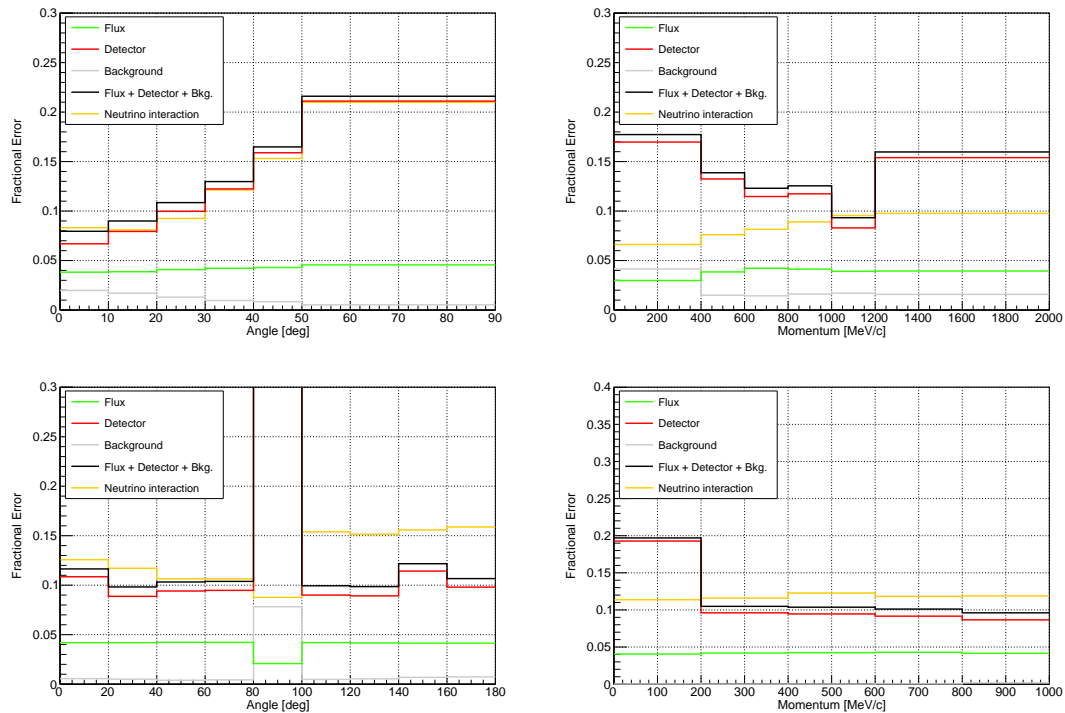 0.3
0.25
0.2
0.15
0.1
0.05
0
Fractional Error
Flux
Detector
Background
Flux + Detector + Bkg.
Neutrino interaction
0 10 20 30 40 50 60 70 80 90
Angle [deg]
0.3
0.25
0.2
0.15
0.1
0.05
0
Fractional Error
Flux
Detector
Background
Flux + Detector + Bkg.
Neutrino interaction
0 200 400 600 800 1000 1200 1400 1600 1800 2000
Momentum [MeV/c]
0.3
0.25
0.2
0.15
0.1
0.05
0
Fractional Error
Flux
Detector
Background
Flux + Detector + Bkg.
Neutrino interaction
0 20 40 60 80 100 120 140 160 180
Angle [deg]
0.4
0.35
0.3
0.25
0.2
0.15
0.1
0.05
0
Fractional Error
Flux
Detector
Background
Flux + Detector + Bkg.
Neutrino interaction
0 100 200 300 400 500 600 700 800 900 1000
Momentum [MeV/c]